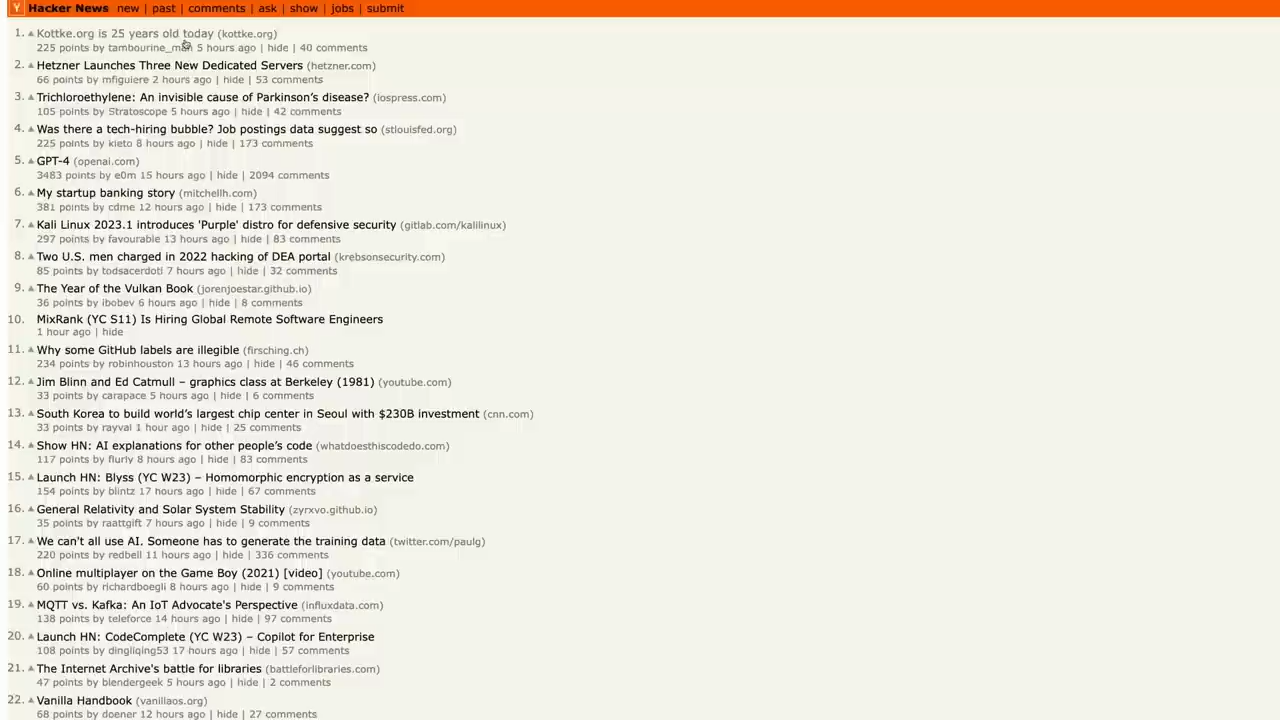 Y Hacker News new | past | comments | ask | show | jobs | submit
1. Kottke.org is 25 years old today (kottke.org)
225 points by tambourine_man 5 hours ago | hide | 40 comments
2. Hetzner Launches Three New Dedicated Servers (hetzner.com)
66 points by mfiguiere 2 hours ago | hide | 53 comments
3. Trichloroethylene: An invisible cause of Parkinson’s disease? (iospress.com)
105 points by Stratoscope 5 hours ago | hide | 42 comments
4. Was there a tech-hiring bubble? Job postings data suggest so (stlouisfed.org)
225 points by kieto 8 hours ago | hide | 173 comments
5. GPT-4 (openai.com)
3483 points by e0m 15 hours ago | hide | 2094 comments
6. My startup banking story (mitchellh.com)
381 points by cdme 12 hours ago | hide | 173 comments
7. Kali Linux 2023.1 introduces 'Purple' distro for defensive security (gitlab.com/kalilinux)
297 points by favourable 13 hours ago | hide | 83 comments
8. Two U.S. men charged in 2022 hacking of DEA portal (krebsonsecurity.com)
85 points by todsacerdoti 7 hours ago | hide | 32 comments
9. The Year of the Vulkan Book (jorenjoestar.github.io)
36 points by ibobev 6 hours ago | hide | 8 comments
10. MixRank (YC S11) Is Hiring Global Remote Software Engineers
1 hour ago | hide
11. Why some GitHub labels are illegible (firsching.ch)
234 points by robinhouston 13 hours ago | hide | 46 comments
12. Jim Blinn and Ed Catmull – graphics class at Berkeley (1981) (youtube.com)
33 points by carapace 5 hours ago | hide | 6 comments
13. South Korea to build world’s largest chip center in Seoul with $230B investment (cnn.com)
33 points by rayval 1 hour ago | hide | 25 comments
14. Show HN: AI explanations for other people’s code (whatdoesthiscodedo.com)
117 points by flurly 8 hours ago | hide | 83 comments
15. Launch HN: Blyss (YC W23) – Homomorphic encryption as a service
154 points by blintz 17 hours ago | hide | 67 comments
16. General Relativity and Solar System Stability (zyrxvo.github.io)
35 points by raattgift 7 hours ago | hide | 9 comments
17. We can't all use AI. Someone has to generate the training data (twitter.com/paulg)
220 points by redbell 11 hours ago | hide | 336 comments
18. Online multiplayer on the Game Boy (2021) [video] (youtube.com)
60 points by richardboegli 8 hours ago | hide | 9 comments
19. MQTT vs. Kafka: An IoT Advocate's Perspective (influxdata.com)
138 points by teleforce 14 hours ago | hide | 97 comments
20. Launch HN: CodeComplete (YC W23) – Copilot for Enterprise
108 points by dingliqing53 17 hours ago | hide | 57 comments
21. The Internet Archive's battle for libraries (battleforlibraries.com)
47 points by blendergeek 5 hours ago | hide | 2 comments
22. Vanilla Handbook (vanillaos.org)
68 points by doener 12 hours ago | hide | 27 comments